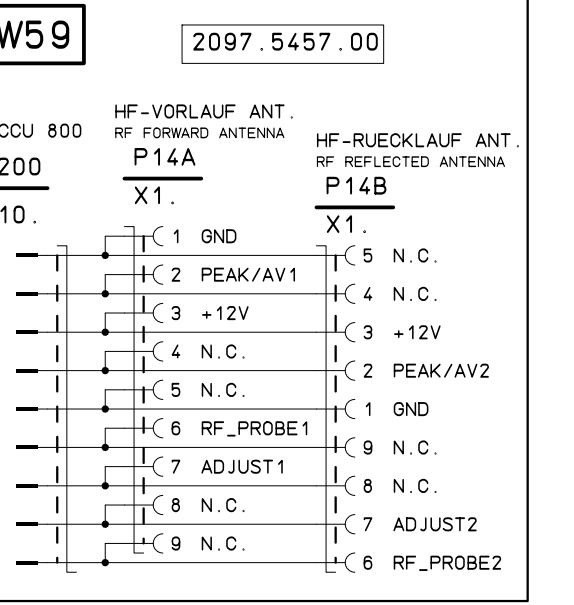 W59
2097.5457.00
CCU 800
200
10.
HF-VORLAUF ANT.
RF FORWARD ANTENNA
P14A
X1.
HF-RUECKLAUF ANT.
RF REFLECTED ANTENNA
P14B
X1.
1 GND
2 PEAK/AV1
3 +12V
4 N.C.
5 N.C.
6 RF_PROBE1
7 ADJUST1
8 N.C.
9 N.C.
5 N.C.
4 N.C.
3 +12V
2 PEAK/AV2
1 GND
9 N.C.
8 N.C.
7 ADJUST2
6 RF_PROBE2